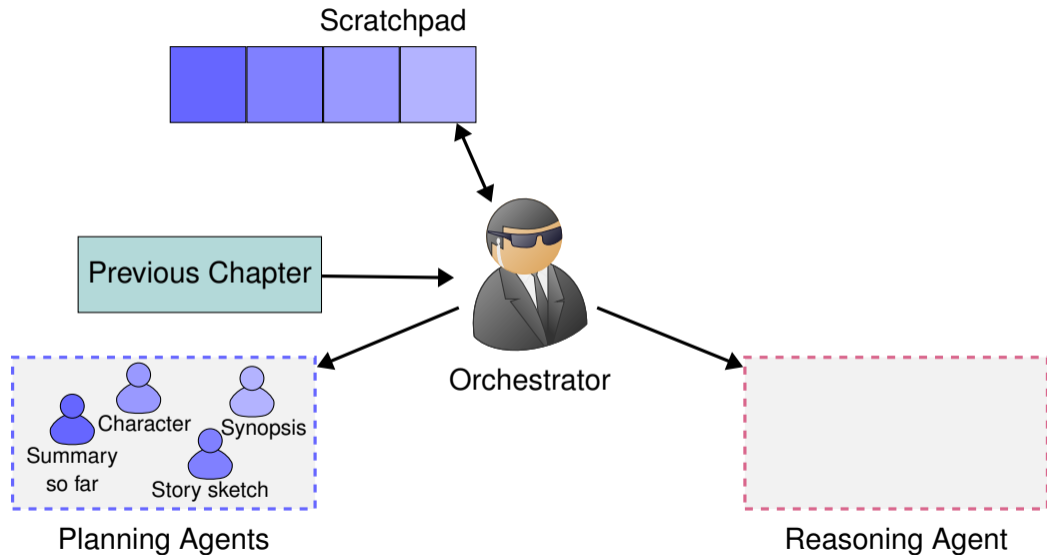 Scratchpad
Previous Chapter
Orchestrator
Character
Synopsis
Summary
so far
Story sketch
Planning Agents
Reasoning Agent